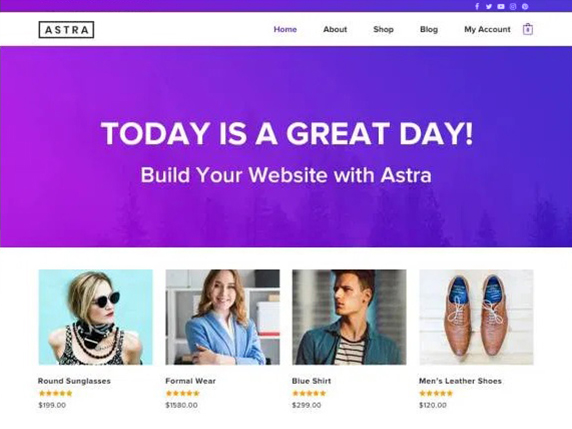 ASTRA
Home About Shop Blog My Account 0
TODAY IS A GREAT DAY!
Build Your Website with Astra
Round Sunglasses Formal Wear Blue Shirt Men's Leather Shoes
$199.00 $1580.00 $299.00 $120.00